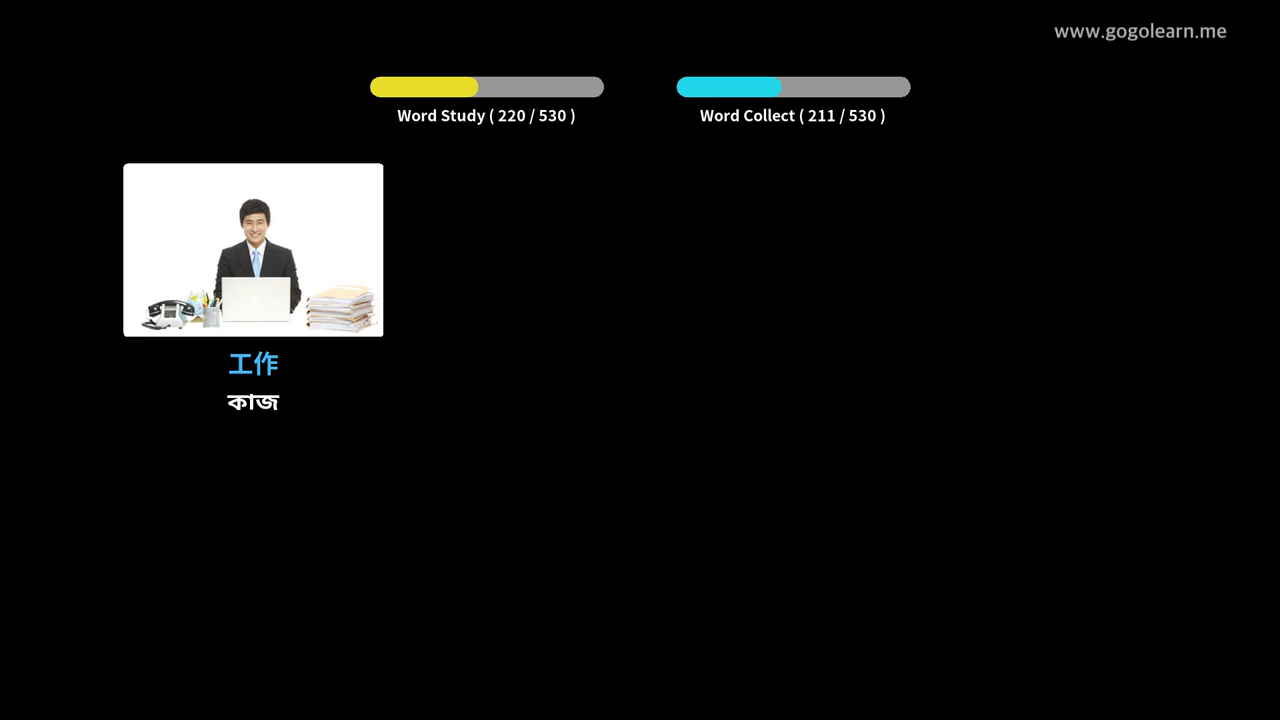 www.gogolearn.me
Word Study ( 220 / 530 )
Word Collect ( 211 / 530 )
工作
কাজ